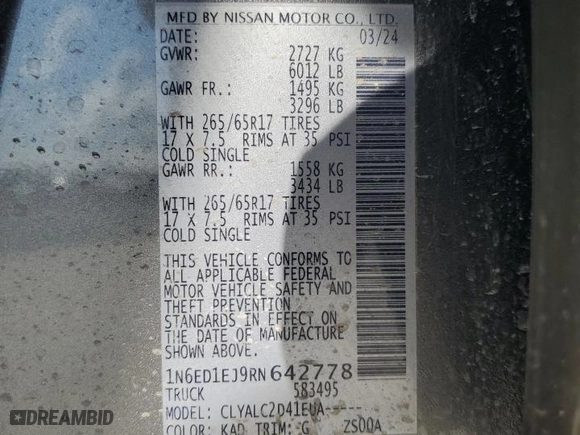 MFD BY NISSAN MOTOR CO., LTD.
DATE: 03/24
GVWR: 2727 KG
6012 LB
GAWR FR.: 1495 KG
3296 LB
WITH 265/65R17 TIRES
17 X 7.5 RIMS AT 35 PSI
COLD SINGLE
GAWR RR.: 1558 KG
3434 LB
WITH 265/65R17 TIRES
17 X 7.5 RIMS AT 35 PSI
COLD SINGLE
THIS VEHICLE CONFORMS TO
ALL APPLICABLE FEDERAL
MOTOR VEHICLE SAFETY AND
THEFT PREVENTION
STANDARDS IN EFFECT ON
THE DATE OF MANUFACTURE
SHOWN ABOVE.
1N6ED1EJ9RN642778
TRUCK 583495
MODEL: CLYALC2D41EUA-----
COLOR: KAD TRIM: G ZS00A
DREAMBID.COM